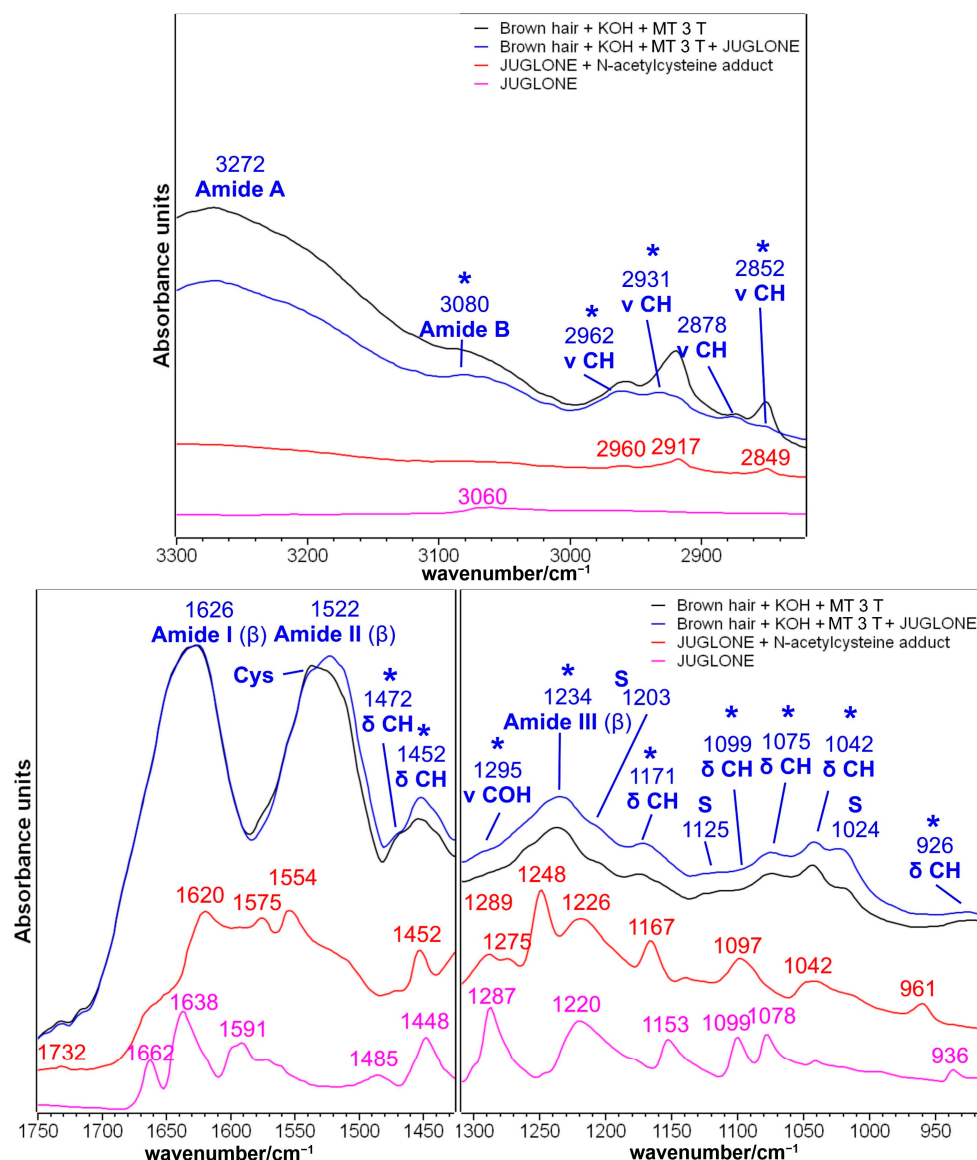 Brown hair + KOH + MT 3 T
Brown hair + KOH + MT 3 T + JUGLONE
JUGLONE + N-acetylcysteine adduct
JUGLONE
Absorbance units
3272
Amide A
*
3080
Amide B
*
2962
ν CH
*
2931
ν CH
2878
ν CH
*
2852
ν CH
2960
2917
2849
3060
3300
3200
3100
3000
2900
wavenumber/cm⁻¹
Absorbance units
1626
Amide I (β)
1522
Amide II (β)
Cys
*
1472
δ CH
*
1452
δ CH
1620
1575
1554
1452
1732
1662
1638
1591
1485
1448
1750
1700
1650
1600
1550
1500
1450
wavenumber/cm⁻¹
Brown hair + KOH + MT 3 T
Brown hair + KOH + MT 3 T + JUGLONE
JUGLONE + N-acetylcysteine adduct
JUGLONE
*
1295
ν COH
*
1234
Amide III (β)
S
1203
*
1171
δ CH
S
1125
*
1099
δ CH
*
1075
δ CH
*
1042
δ CH
S
1024
*
926
δ CH
1289
1275
1248
1226
1167
1097
1042
961
1287
1220
1153
1099
1078
936
1300
1250
1200
1150
1100
1050
1000
950
wavenumber/cm⁻¹